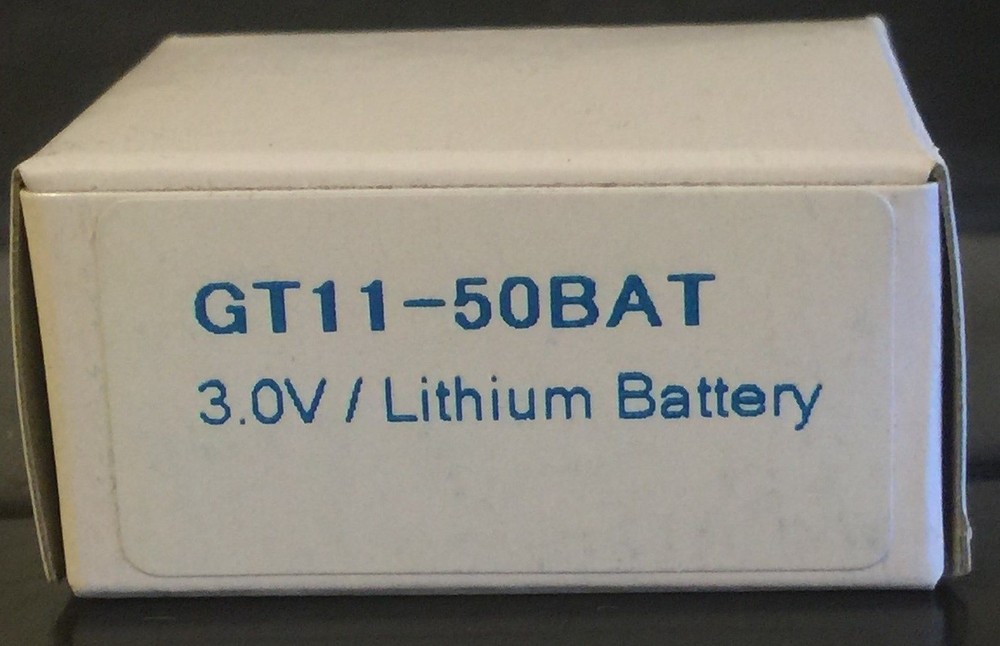 GT11-50BAT
3.0V / Lithium Battery